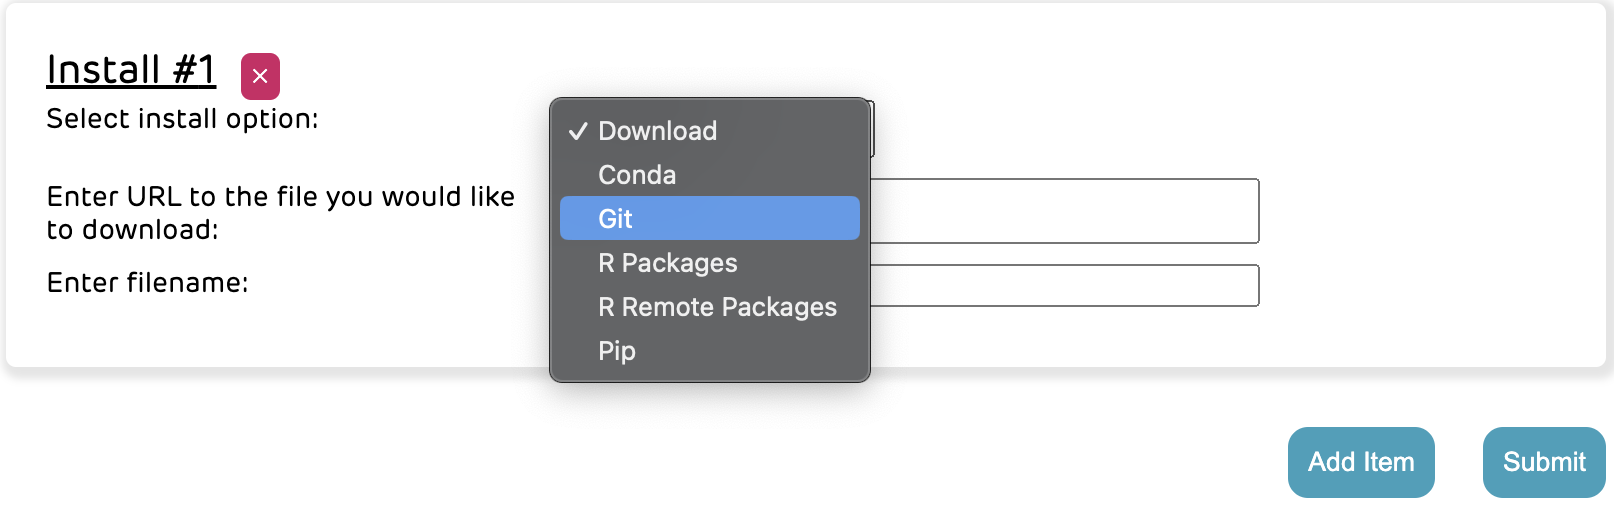 Install #1
Select install option:
✓ Download
Conda
Git
R Packages
R Remote Packages
Pip
Enter URL to the file you would like
to download:
Enter filename:
Add Item
Submit